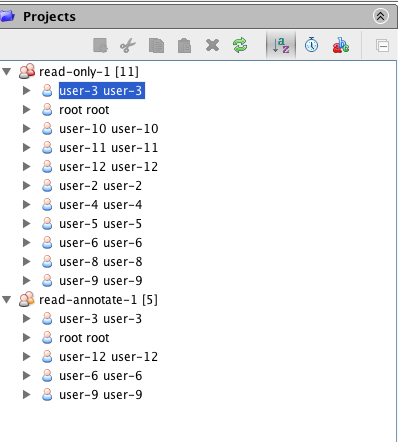 Projects
read-only-1 [11]
user-3 user-3
root root
user-10 user-10
user-11 user-11
user-12 user-12
user-2 user-2
user-4 user-4
user-5 user-5
user-6 user-6
user-8 user-8
user-9 user-9
read-annotate-1 [5]
user-3 user-3
root root
user-12 user-12
user-6 user-6
user-9 user-9